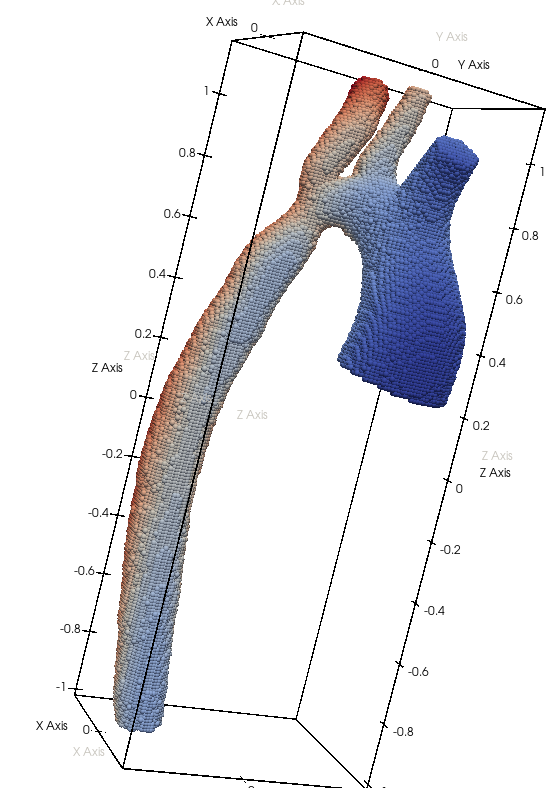 X Axis
X Axis 0
Y Axis
0 Y Axis
1
0.8
0.6
0.4
0.2
Z Axis
Z Axis
0
-0.2
-0.4
-0.6
-0.8
-1
X Axis 0
X Axis
Z Axis
1
0.8
0.6
0.4
0.2
Z Axis
Z Axis
0
-0.2
-0.4
-0.6
-0.8